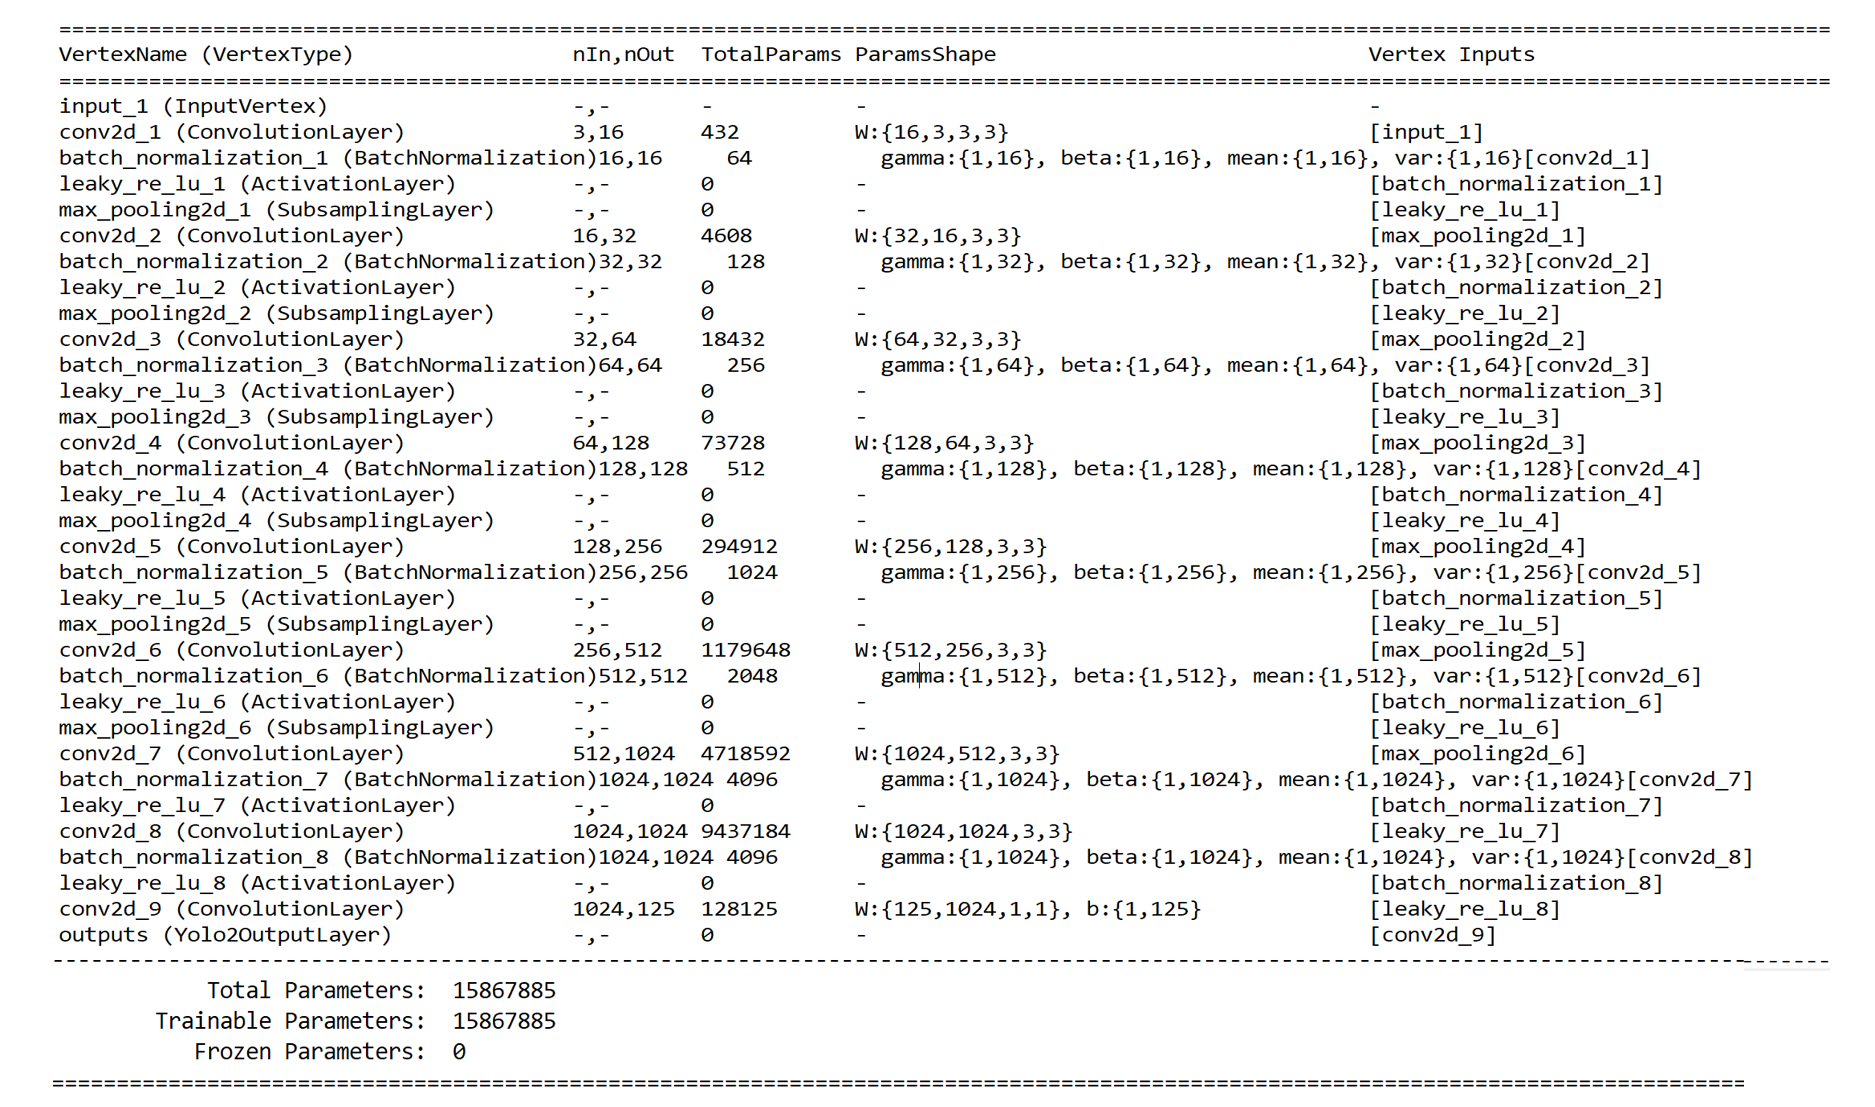 ==========================================================================================================================================
VertexName (VertexType)                 nIn,nOut  TotalParams ParamsShape                             Vertex Inputs
==========================================================================================================================================
input_1 (InputVertex)                   -,-       -           -                                       -
conv2d_1 (ConvolutionLayer)             3,16      432         W:{16,3,3,3}                            [input_1]
batch_normalization_1 (BatchNormalization)16,16     64          gamma:{1,16}, beta:{1,16}, mean:{1,16}, var:{1,16}[conv2d_1]
leaky_re_lu_1 (ActivationLayer)         -,-       0           -                                       [batch_normalization_1]
max_pooling2d_1 (SubsamplingLayer)      -,-       0           -                                       [leaky_re_lu_1]
conv2d_2 (ConvolutionLayer)             16,32     4608        W:{32,16,3,3}                           [max_pooling2d_1]
batch_normalization_2 (BatchNormalization)32,32     128         gamma:{1,32}, beta:{1,32}, mean:{1,32}, var:{1,32}[conv2d_2]
leaky_re_lu_2 (ActivationLayer)         -,-       0           -                                       [batch_normalization_2]
max_pooling2d_2 (SubsamplingLayer)      -,-       0           -                                       [leaky_re_lu_2]
conv2d_3 (ConvolutionLayer)             32,64     18432       W:{64,32,3,3}                           [max_pooling2d_2]
batch_normalization_3 (BatchNormalization)64,64     256         gamma:{1,64}, beta:{1,64}, mean:{1,64}, var:{1,64}[conv2d_3]
leaky_re_lu_3 (ActivationLayer)         -,-       0           -                                       [batch_normalization_3]
max_pooling2d_3 (SubsamplingLayer)      -,-       0           -                                       [leaky_re_lu_3]
conv2d_4 (ConvolutionLayer)             64,128    73728       W:{128,64,3,3}                          [max_pooling2d_3]
batch_normalization_4 (BatchNormalization)128,128   512         gamma:{1,128}, beta:{1,128}, mean:{1,128}, var:{1,128}[conv2d_4]
leaky_re_lu_4 (ActivationLayer)         -,-       0           -                                       [batch_normalization_4]
max_pooling2d_4 (SubsamplingLayer)      -,-       0           -                                       [leaky_re_lu_4]
conv2d_5 (ConvolutionLayer)             128,256   294912      W:{256,128,3,3}                         [max_pooling2d_4]
batch_normalization_5 (BatchNormalization)256,256   1024        gamma:{1,256}, beta:{1,256}, mean:{1,256}, var:{1,256}[conv2d_5]
leaky_re_lu_5 (ActivationLayer)         -,-       0           -                                       [batch_normalization_5]
max_pooling2d_5 (SubsamplingLayer)      -,-       0           -                                       [leaky_re_lu_5]
conv2d_6 (ConvolutionLayer)             256,512   1179648     W:{512,256,3,3}                         [max_pooling2d_5]
batch_normalization_6 (BatchNormalization)512,512   2048        gamma:{1,512}, beta:{1,512}, mean:{1,512}, var:{1,512}[conv2d_6]
leaky_re_lu_6 (ActivationLayer)         -,-       0           -                                       [batch_normalization_6]
max_pooling2d_6 (SubsamplingLayer)      -,-       0           -                                       [leaky_re_lu_6]
conv2d_7 (ConvolutionLayer)             512,1024  4718592     W:{1024,512,3,3}                        [max_pooling2d_6]
batch_normalization_7 (BatchNormalization)1024,1024 4096        gamma:{1,1024}, beta:{1,1024}, mean:{1,1024}, var:{1,1024}[conv2d_7]
leaky_re_lu_7 (ActivationLayer)         -,-       0           -                                       [batch_normalization_7]
conv2d_8 (ConvolutionLayer)             1024,1024 9437184     W:{1024,1024,3,3}                       [leaky_re_lu_7]
batch_normalization_8 (BatchNormalization)1024,1024 4096        gamma:{1,1024}, beta:{1,1024}, mean:{1,1024}, var:{1,1024}[conv2d_8]
leaky_re_lu_8 (ActivationLayer)         -,-       0           -                                       [batch_normalization_8]
conv2d_9 (ConvolutionLayer)             1024,125  128125      W:{125,1024,1,1}, b:{1,125}             [leaky_re_lu_8]
outputs (Yolo2OutputLayer)              -,-       0           -                                       [conv2d_9]
------------------------------------------------------------------------------------------------------------------------------------------
Total Parameters:  15867885
Trainable Parameters:  15867885
Frozen Parameters:  0
====================================================================================================================================